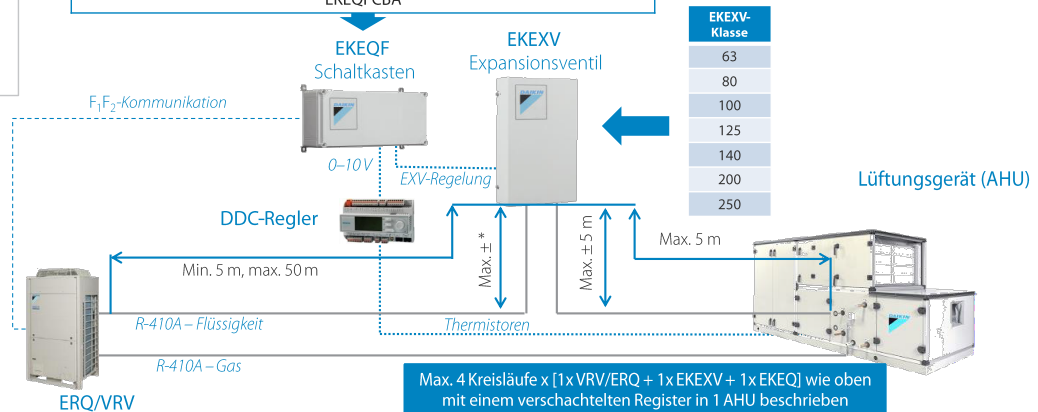 EKEQFCBA
EKEXV-
Klasse
63
80
100
125
140
200
250
EKEQF
Schaltkasten
EKEXV
Expansionsventil
DAIKIN
DAIKIN
F₁F₂-Kommunikation
0–10 V
EXV-Regelung
Lüftungsgerät (AHU)
DDC-Regler
Max. ± *
Max. ± 5 m
Max. 5 m
Min. 5 m, max. 50 m
R-410A – Flüssigkeit
Thermistoren
R-410A – Gas
ERQ/VRV
Max. 4 Kreisläufe x [1x VRV/ERQ + 1x EKEXV + 1x EKEQ] wie oben
mit einem verschachtelten Register in 1 AHU beschrieben